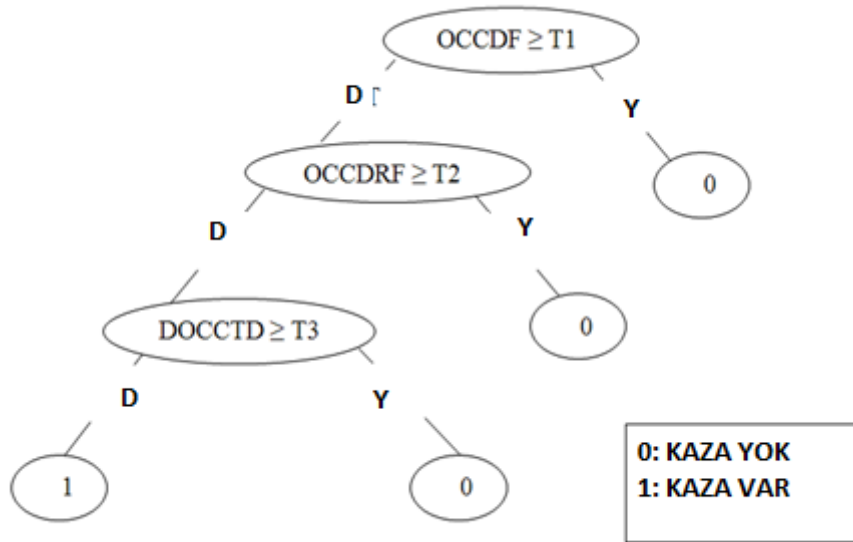 OCCDF ≥ T1
D
Y
OCCDRF ≥ T2
0
D
Y
DOCCTD ≥ T3
0
D
Y
1
0
0: KAZA YOK
1: KAZA VAR